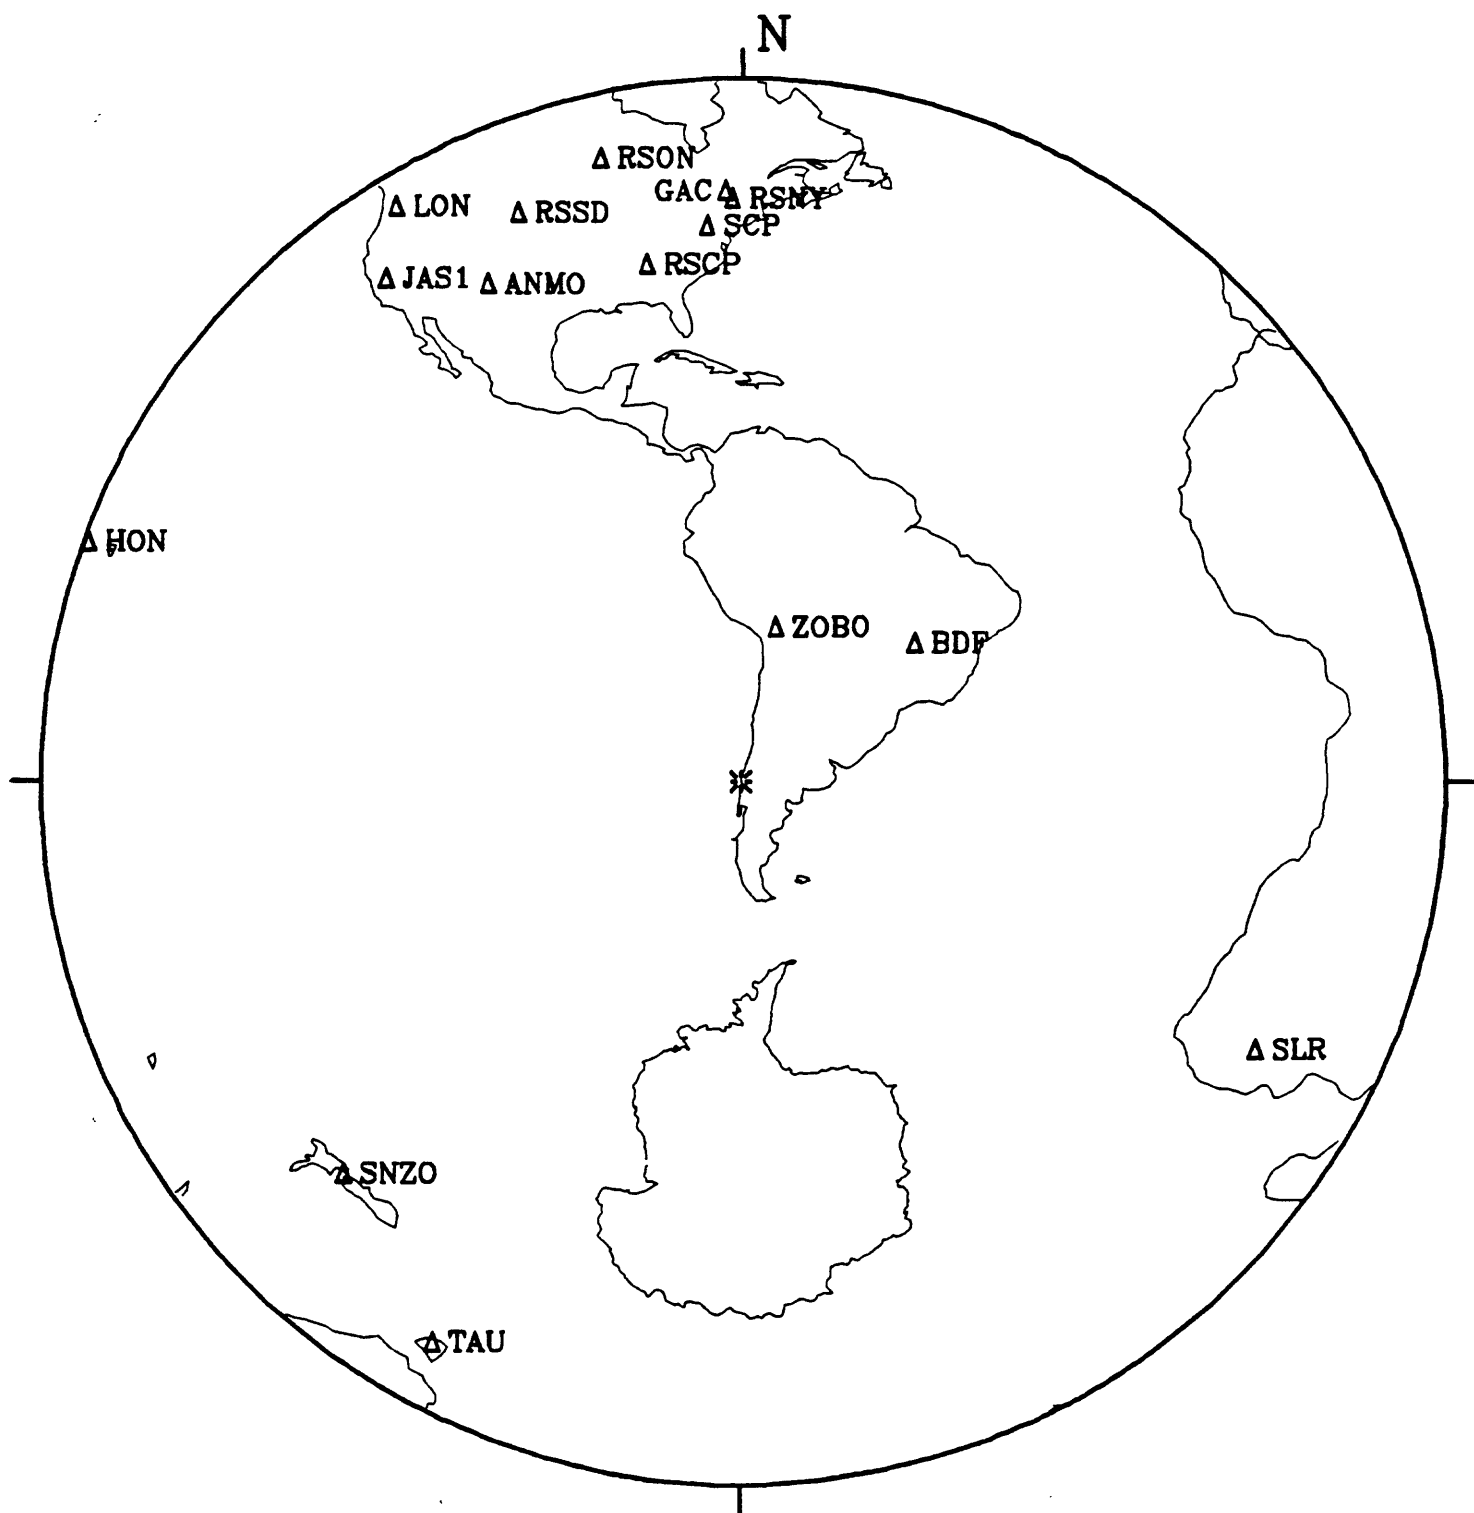 N
RSON
GAC
RSNY
LON
RSSD
SCP
RSCP
JAS1
ANMO
HON
ZOBO
BDF
SLR
SNZO
TAU